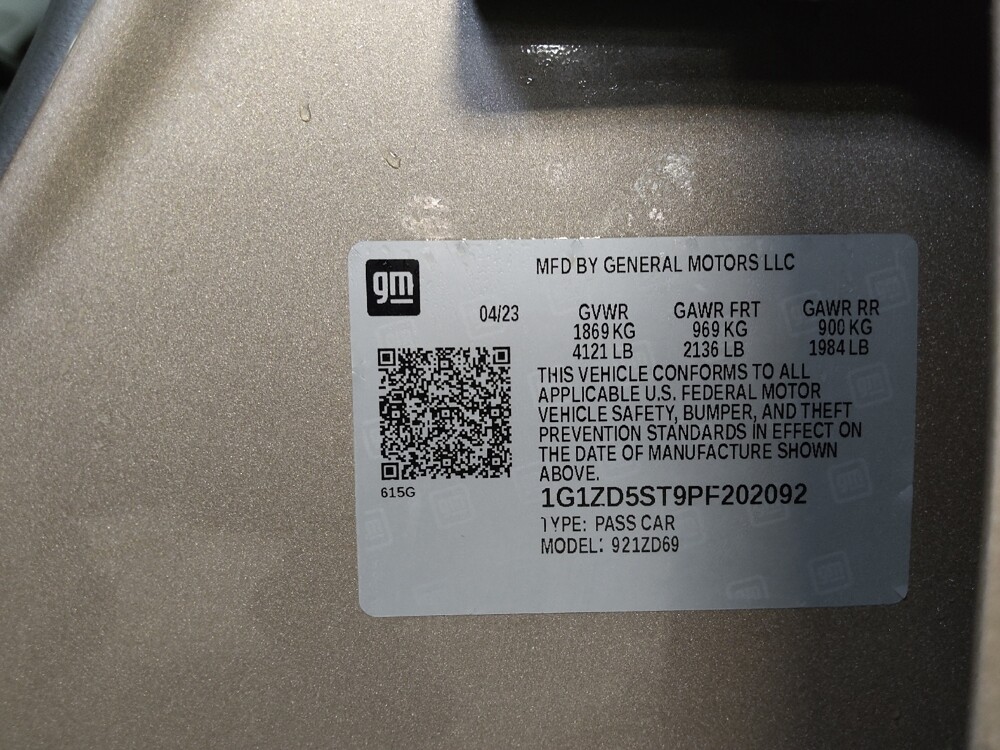 gm
MFD BY GENERAL MOTORS LLC
04/23 GVWR GAWR FRT GAWR RR
1869 KG 969 KG 900 KG
4121 LB 2136 LB 1984 LB
THIS VEHICLE CONFORMS TO ALL
APPLICABLE U.S. FEDERAL MOTOR
VEHICLE SAFETY, BUMPER, AND THEFT
PREVENTION STANDARDS IN EFFECT ON
THE DATE OF MANUFACTURE SHOWN
ABOVE.
615G
1G1ZD5ST9PF202092
TYPE: PASS CAR
MODEL: 921ZD69